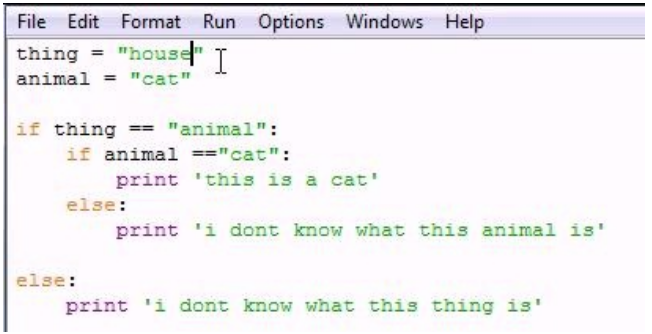 File Edit Format Run Options Windows Help
thing = "house"
animal = "cat"
if thing == "animal":
    if animal =="cat":
        print 'this is a cat'
    else:
        print 'i dont know what this animal is'
else:
    print 'i dont know what this thing is'